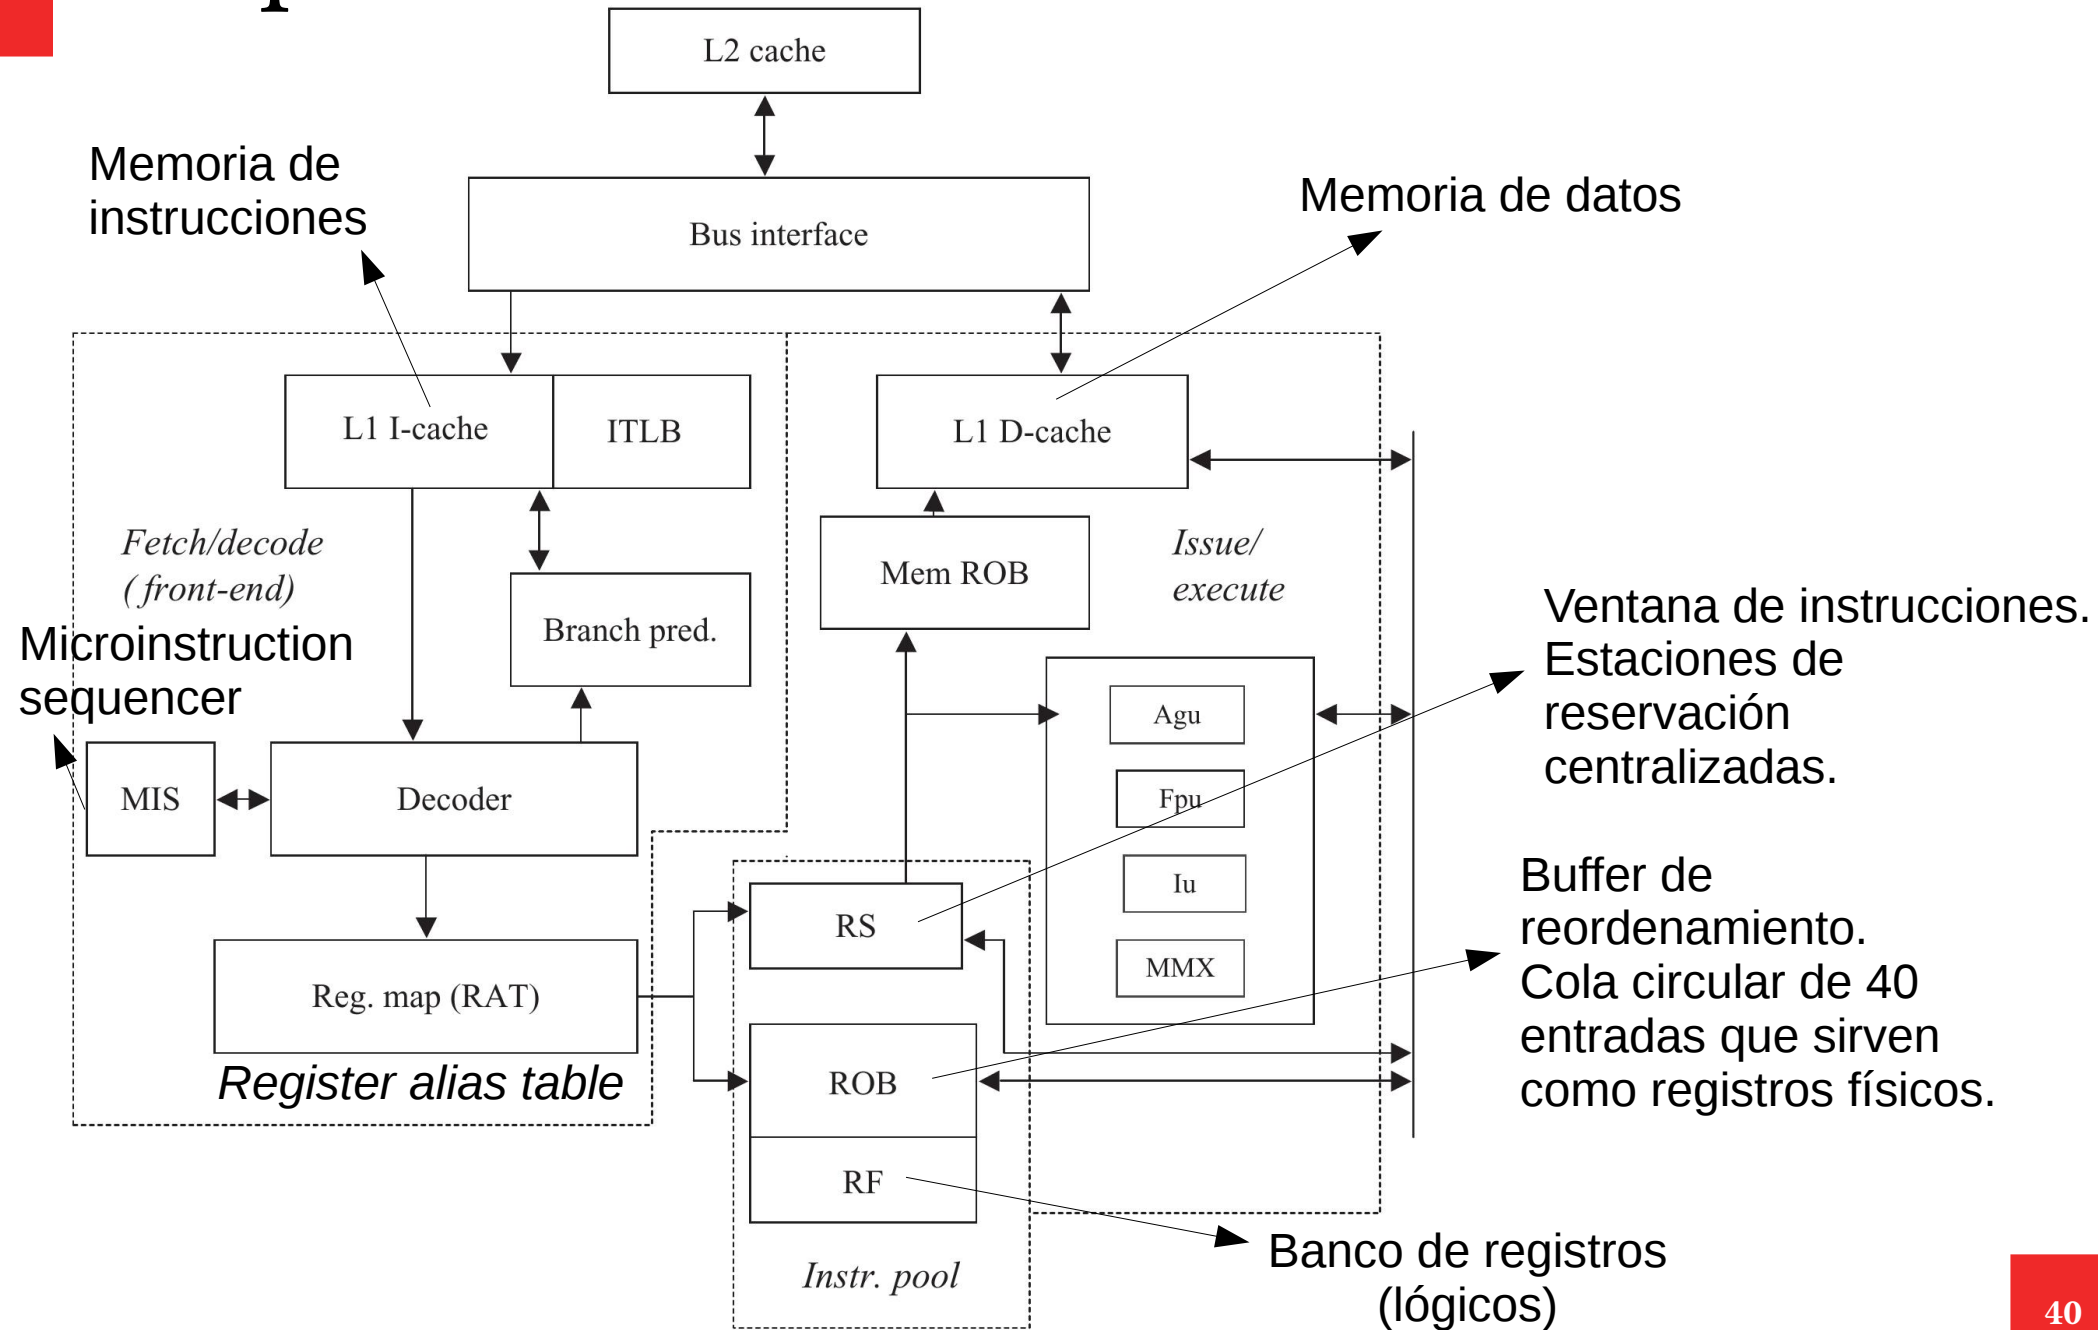 L2 cache
Memoria de
instrucciones
Bus interface
Memoria de datos
L1 I-cache
ITLB
L1 D-cache
Fetch/decode
(front-end)
Branch pred.
Mem ROB
Issue/
execute
Microinstruction
sequencer
MIS
Decoder
Agu
Fpu
Iu
MMX
Ventana de instrucciones.
Estaciones de
reservación
centralizadas.
Reg. map (RAT)
Register alias table
RS
ROB
RF
Instr. pool
Buffer de
reordenamiento.
Cola circular de 40
entradas que sirven
como registros físicos.
Banco de registros
(lógicos)
40